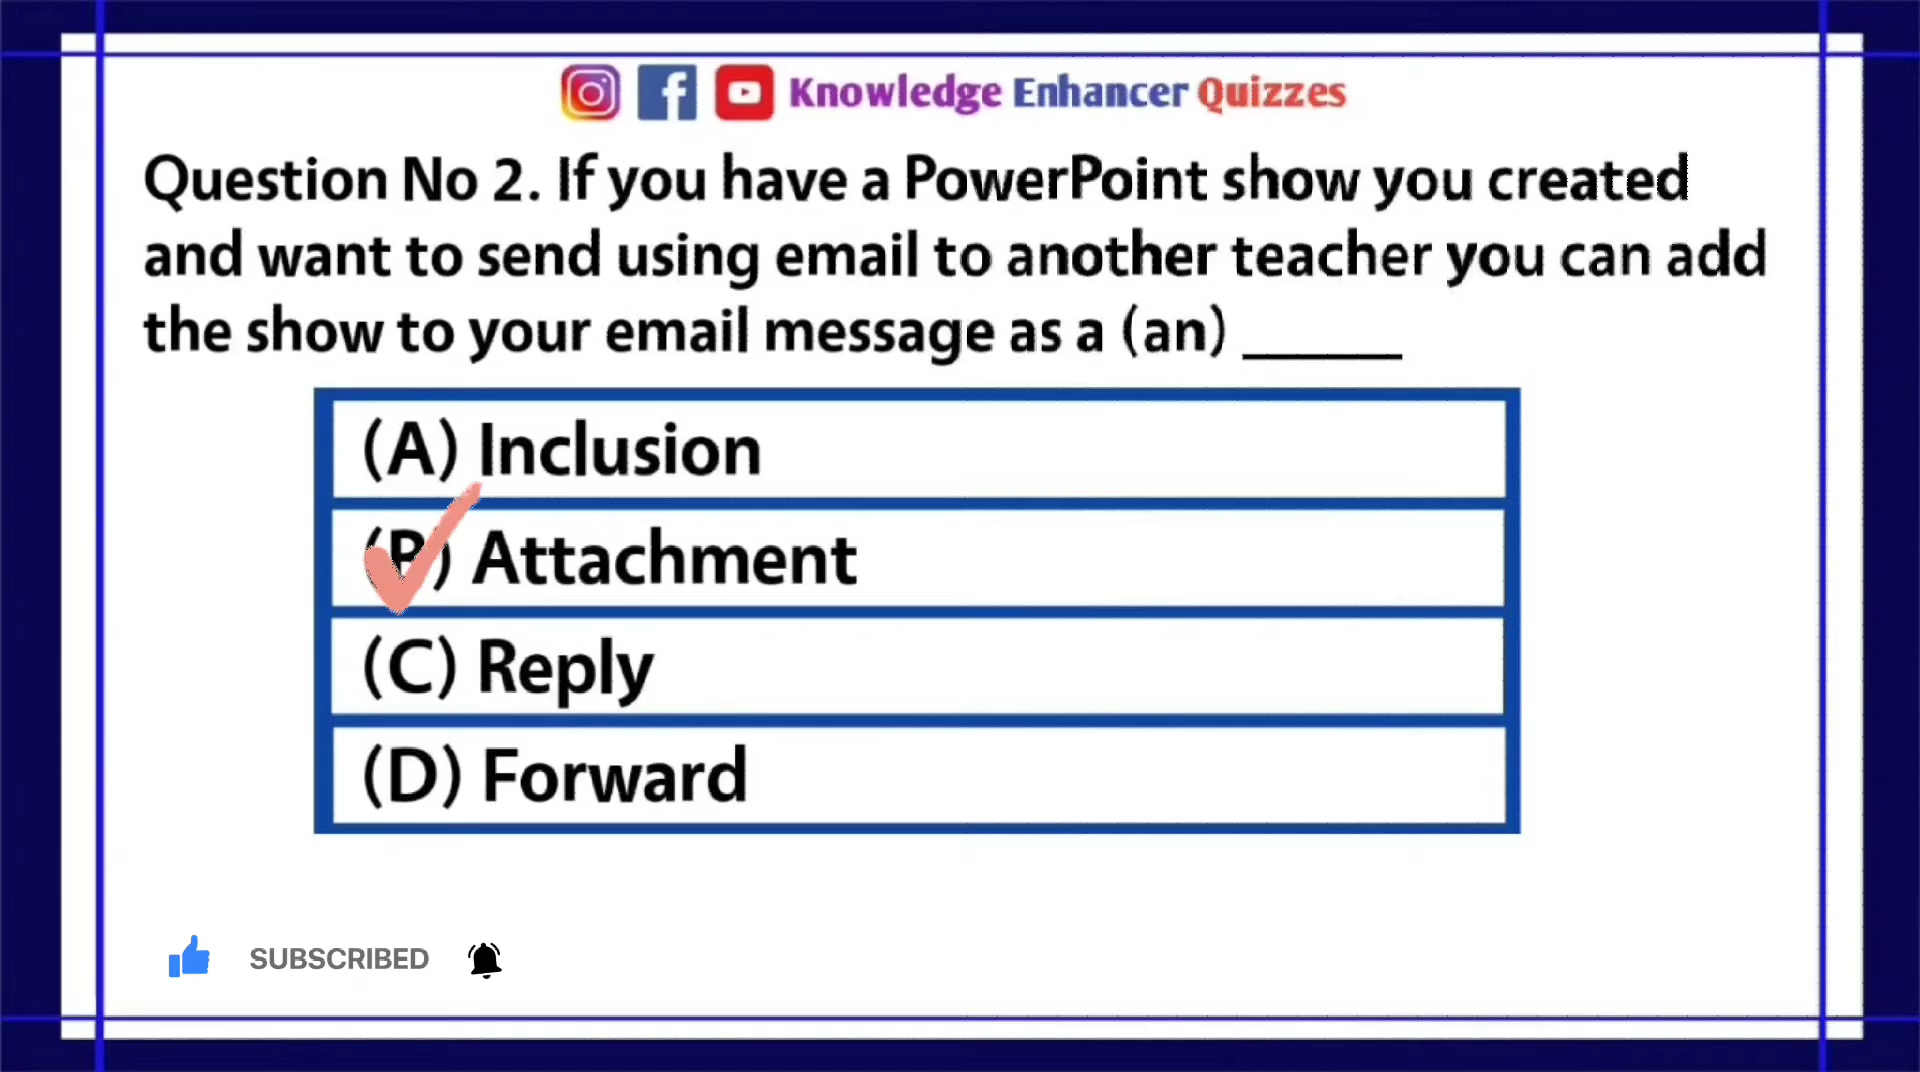 Knowledge Enhancer Quizzes
Question No 2. If you have a PowerPoint show you created
and want to send using email to another teacher you can add
the show to your email message as a (an) ______
(A) Inclusion
(B) Attachment
(C) Reply
(D) Forward
SUBSCRIBED